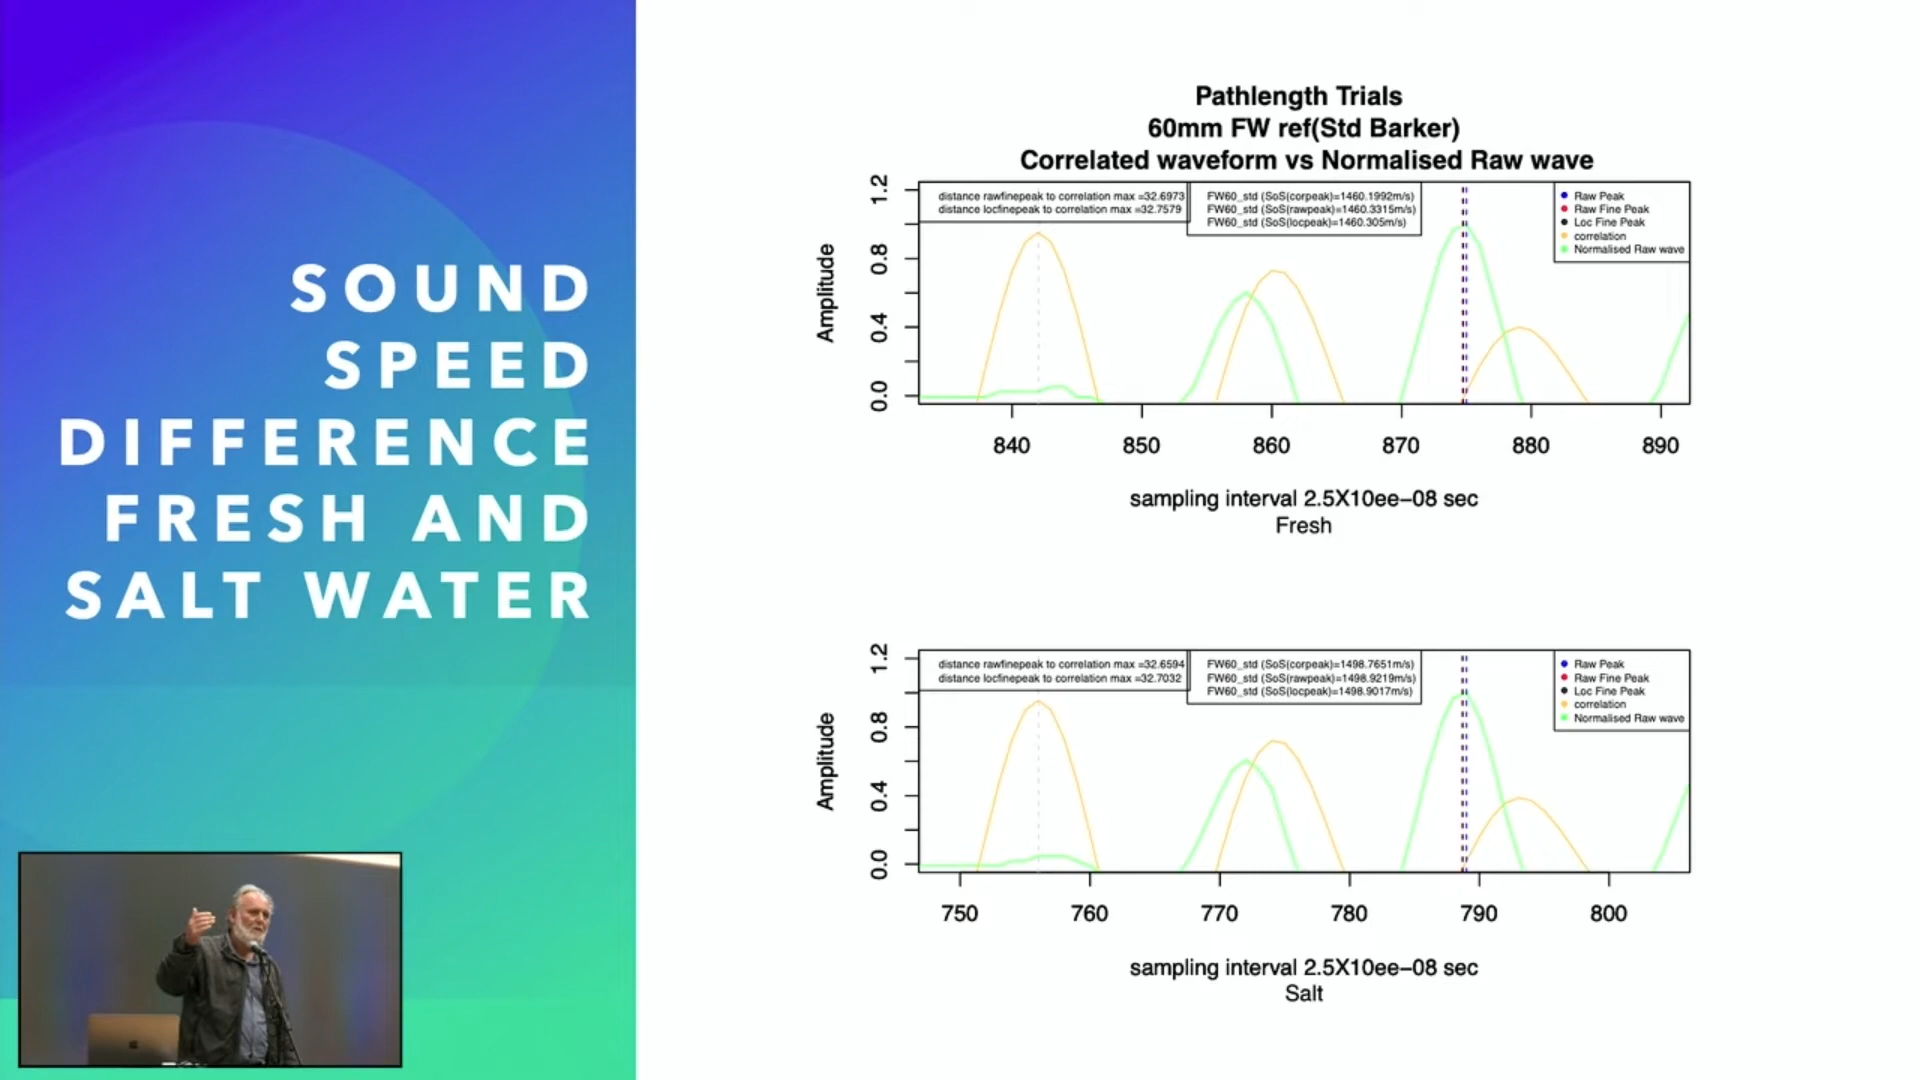 SOUND
SPEED
DIFFERENCE
FRESH AND
SALT WATER
Pathlength Trials
60mm FW ref(Std Barker)
Correlated waveform vs Normalised Raw wave
distance rawfinepeak to correlation max =32.6973
distance locfinepeak to correlation max =32.7579
FW60_std (SoS(corpeak)=1460.1992m/s)
FW60_std (SoS(rawpeak)=1460.3315m/s)
FW60_std (SoS(locpeak)=1460.305m/s)
Raw Peak
Raw Fine Peak
Loc Fine Peak
correlation
Normalised Raw wave
Amplitude
1.2
0.8
0.4
0.0
840 850 860 870 880 890
sampling interval 2.5X10ee−08 sec
Fresh
distance rawfinepeak to correlation max =32.6594
distance locfinepeak to correlation max =32.7032
FW60_std (SoS(corpeak)=1498.7651m/s)
FW60_std (SoS(rawpeak)=1498.9219m/s)
FW60_std (SoS(locpeak)=1498.9017m/s)
Raw Peak
Raw Fine Peak
Loc Fine Peak
correlation
Normalised Raw wave
Amplitude
1.2
0.8
0.4
0.0
750 760 770 780 790 800
sampling interval 2.5X10ee−08 sec
Salt